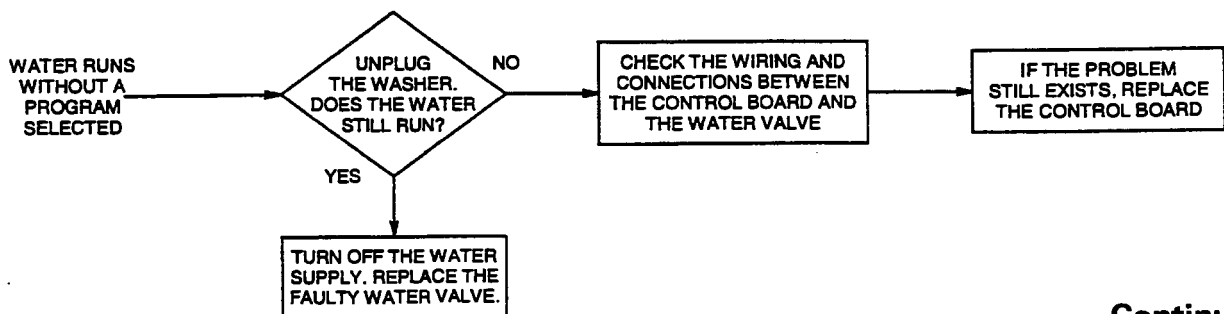 WATER RUNS
WITHOUT A
PROGRAM
SELECTED
UNPLUG
THE WASHER.
DOES THE WATER
STILL RUN?
NO
CHECK THE WIRING AND
CONNECTIONS BETWEEN
THE CONTROL BOARD AND
THE WATER VALVE
IF THE PROBLEM
STILL EXISTS, REPLACE
THE CONTROL BOARD
YES
TURN OFF THE WATER
SUPPLY. REPLACE THE
FAULTY WATER VALVE.